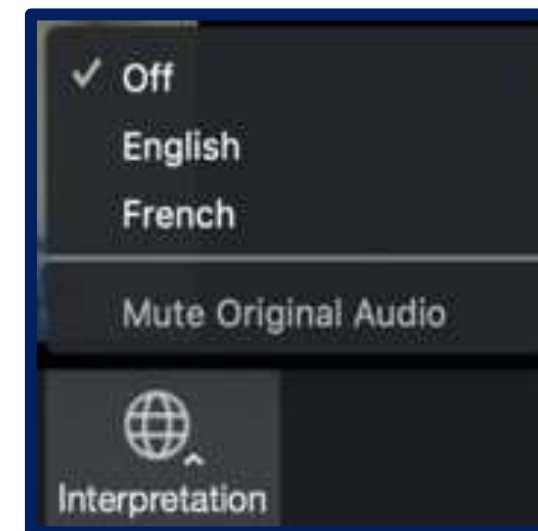 Off
English
French
Mute Original Audio
Interpretation